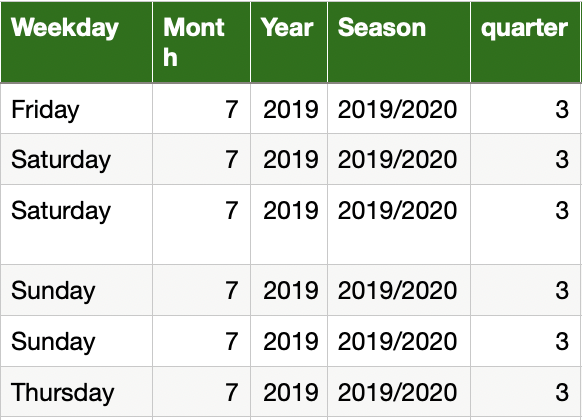 Weekday Mont
h Year Season quarter
Friday 7 2019 2019/2020 3
Saturday 7 2019 2019/2020 3
Saturday 7 2019 2019/2020 3
Sunday 7 2019 2019/2020 3
Sunday 7 2019 2019/2020 3
Thursday 7 2019 2019/2020 3